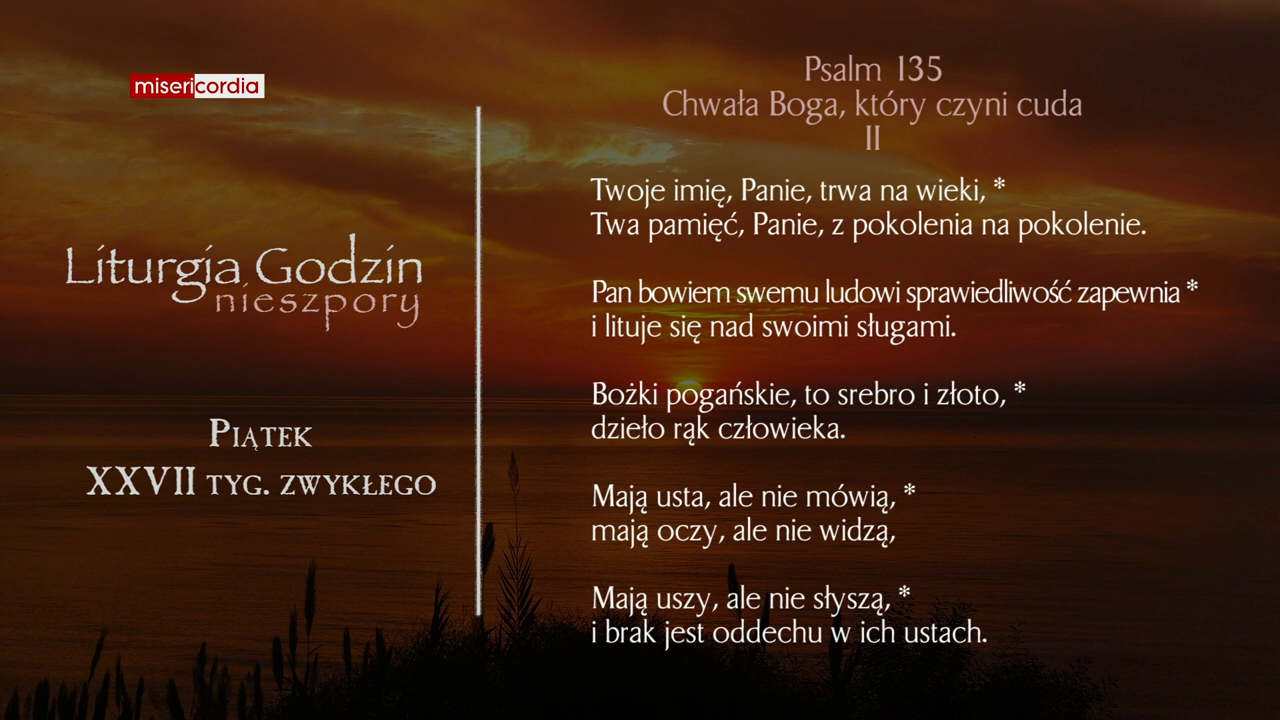 misericordia
Liturgia Godzin
nieszpory
Piątek
XXVII tyg. zwykłego
Psalm 135
Chwała Boga, który czyni cuda
II
Twoje imię, Panie, trwa na wieki, *
Twa pamięć, Panie, z pokolenia na pokolenie.
Pan bowiem swemu ludowi sprawiedliwość zapewnia *
i lituje się nad swoimi sługami.
Bożki pogańskie, to srebro i złoto, *
dzieło rąk człowieka.
Mają usta, ale nie mówią, *
mają oczy, ale nie widzą,
Mają uszy, ale nie słyszą, *
i brak jest oddechu w ich ustach.